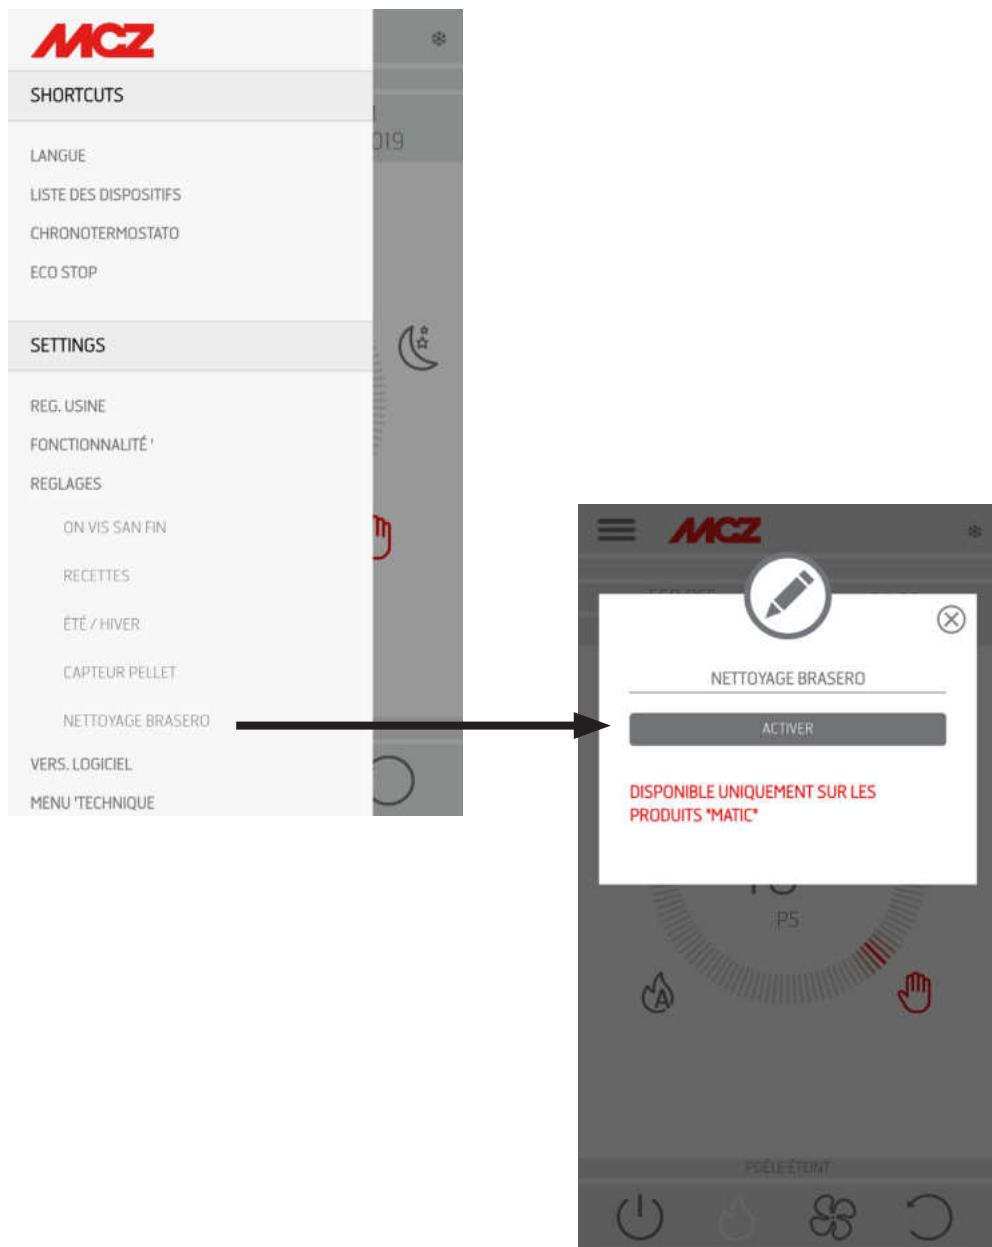 MCZ
SHORTCUTS
019
LANGUE
LISTE DES DISPOSITIFS
CHRONOTERMOSTATO
ECO STOP
SETTINGS
REG. USINE
FONCTIONNALITÉ '
REGLAGES
ON VIS SAN FIN
RECETTES
ÉTÉ / HIVER
CAPTEUR PELLET
NETTOYAGE BRASERO
VERS. LOGICIEL
MENU 'TECHNIQUE
MCZ
NETTOYAGE BRASERO
ACTIVER
DISPONIBLE UNIQUEMENT SUR LES
PRODUITS "MATIC"
P5
A
POÊLE ÉTEINT